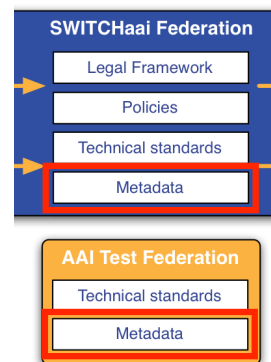 SWITCHaai Federation
Legal Framework
Policies
Technical standards
Metadata
AAI Test Federation
Technical standards
Metadata